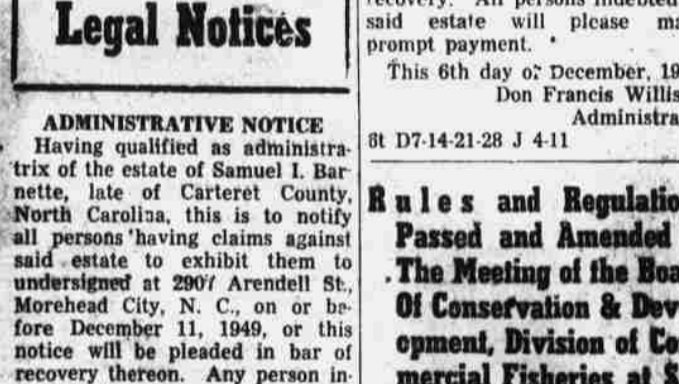 Legal Notices
ADMINISTRATIVE NOTICE
Having qualified as administra-
trix of the estate of Samuel I. Bar
nette, late of Carteret County,
North Carolina, this is to notify
all persons having claims against
said estate to exhibit them to
undersigned at 2907 Arendell St.,
Morehead City, N. C., on or be-
fore December 11, 1949, or this
notice will be pleaded in bar of
recovery thereon. Any person in-
recovery. All persons indebted
said estate will please ma
prompt payment.
This 6th day of December, 19
Don Francis Willis
Administra
6t D7-14-21-28 J 4-11
Rules and Regulatio
Passed and Amended
The Meeting of the Boa
Of Conservation & Dev
opment, Division of Co
mercial Fisheries at S